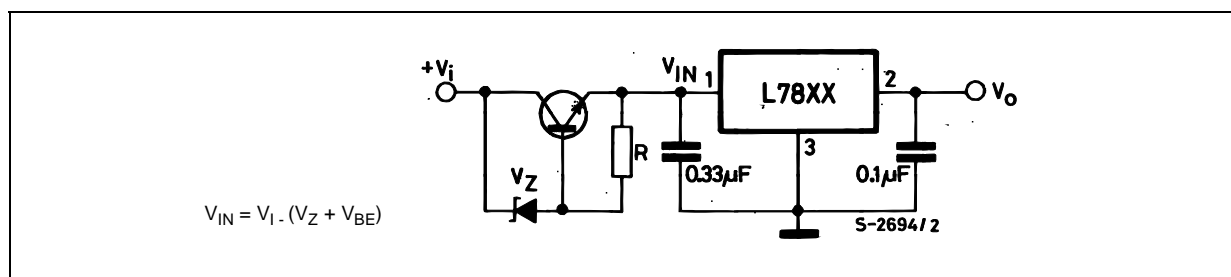 +Vi
VIN
1
L78XX
2
Vo
R
3
0.33μF
0.1μF
VZ
VIN = VI - (VZ + VBE)
S-2694/2